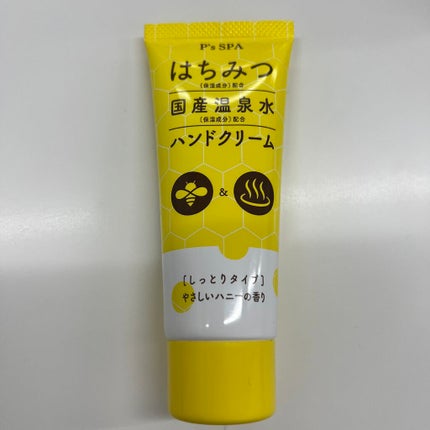 P's SPA
はちみつ
〔保湿成分〕配合
国産温泉水
〔保湿成分〕配合
ハンドクリーム
&
［しっとりタイプ］
やさしいハニーの香り